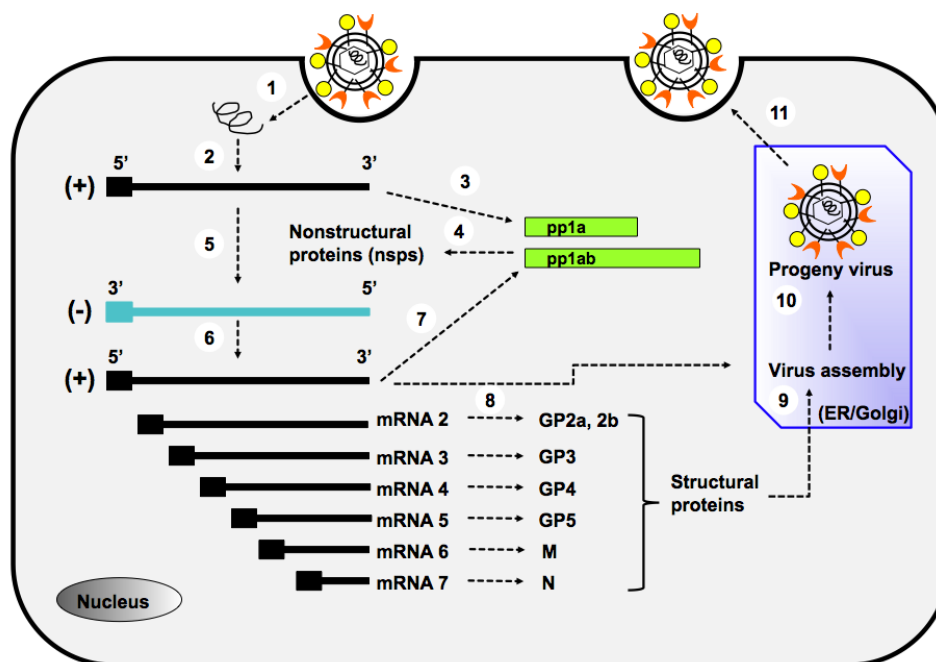 1
11
2
5’ 3’
(+)
3
pp1a
4
Nonstructural
proteins (nsps)
pp1ab
5
3’ 5’
(-)
6
7
5’ 3’
(+)
8
Progeny virus
10
Virus assembly
9
(ER/Golgi)
mRNA 2 GP2a, 2b
mRNA 3 GP3
mRNA 4 GP4
mRNA 5 GP5
mRNA 6 M
mRNA 7 N
Structural
proteins
Nucleus